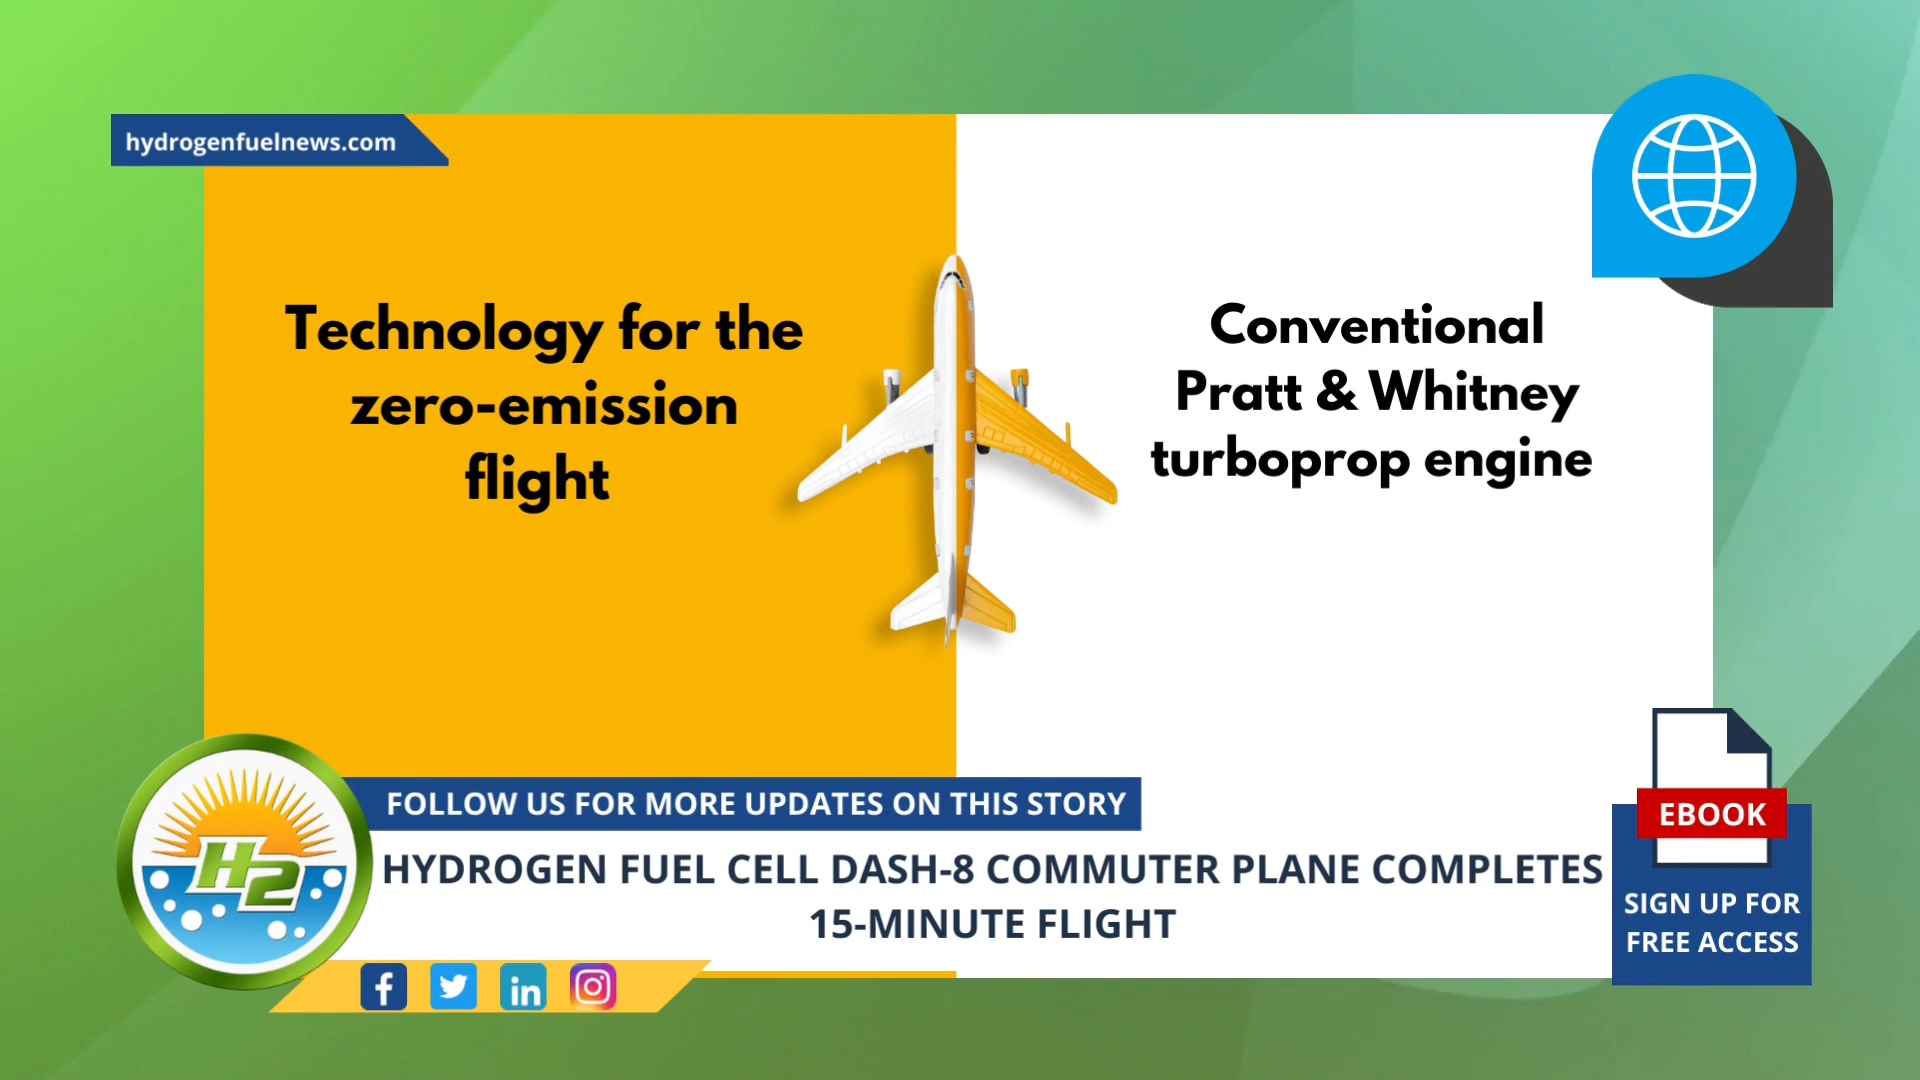 hydrogenfuelnews.com
Technology for the
zero-emission
flight
Conventional
Pratt & Whitney
turboprop engine
FOLLOW US FOR MORE UPDATES ON THIS STORY
HYDROGEN FUEL CELL DASH-8 COMMUTER PLANE COMPLETES
15-MINUTE FLIGHT
H2
EBOOK
SIGN UP FOR
FREE ACCESS